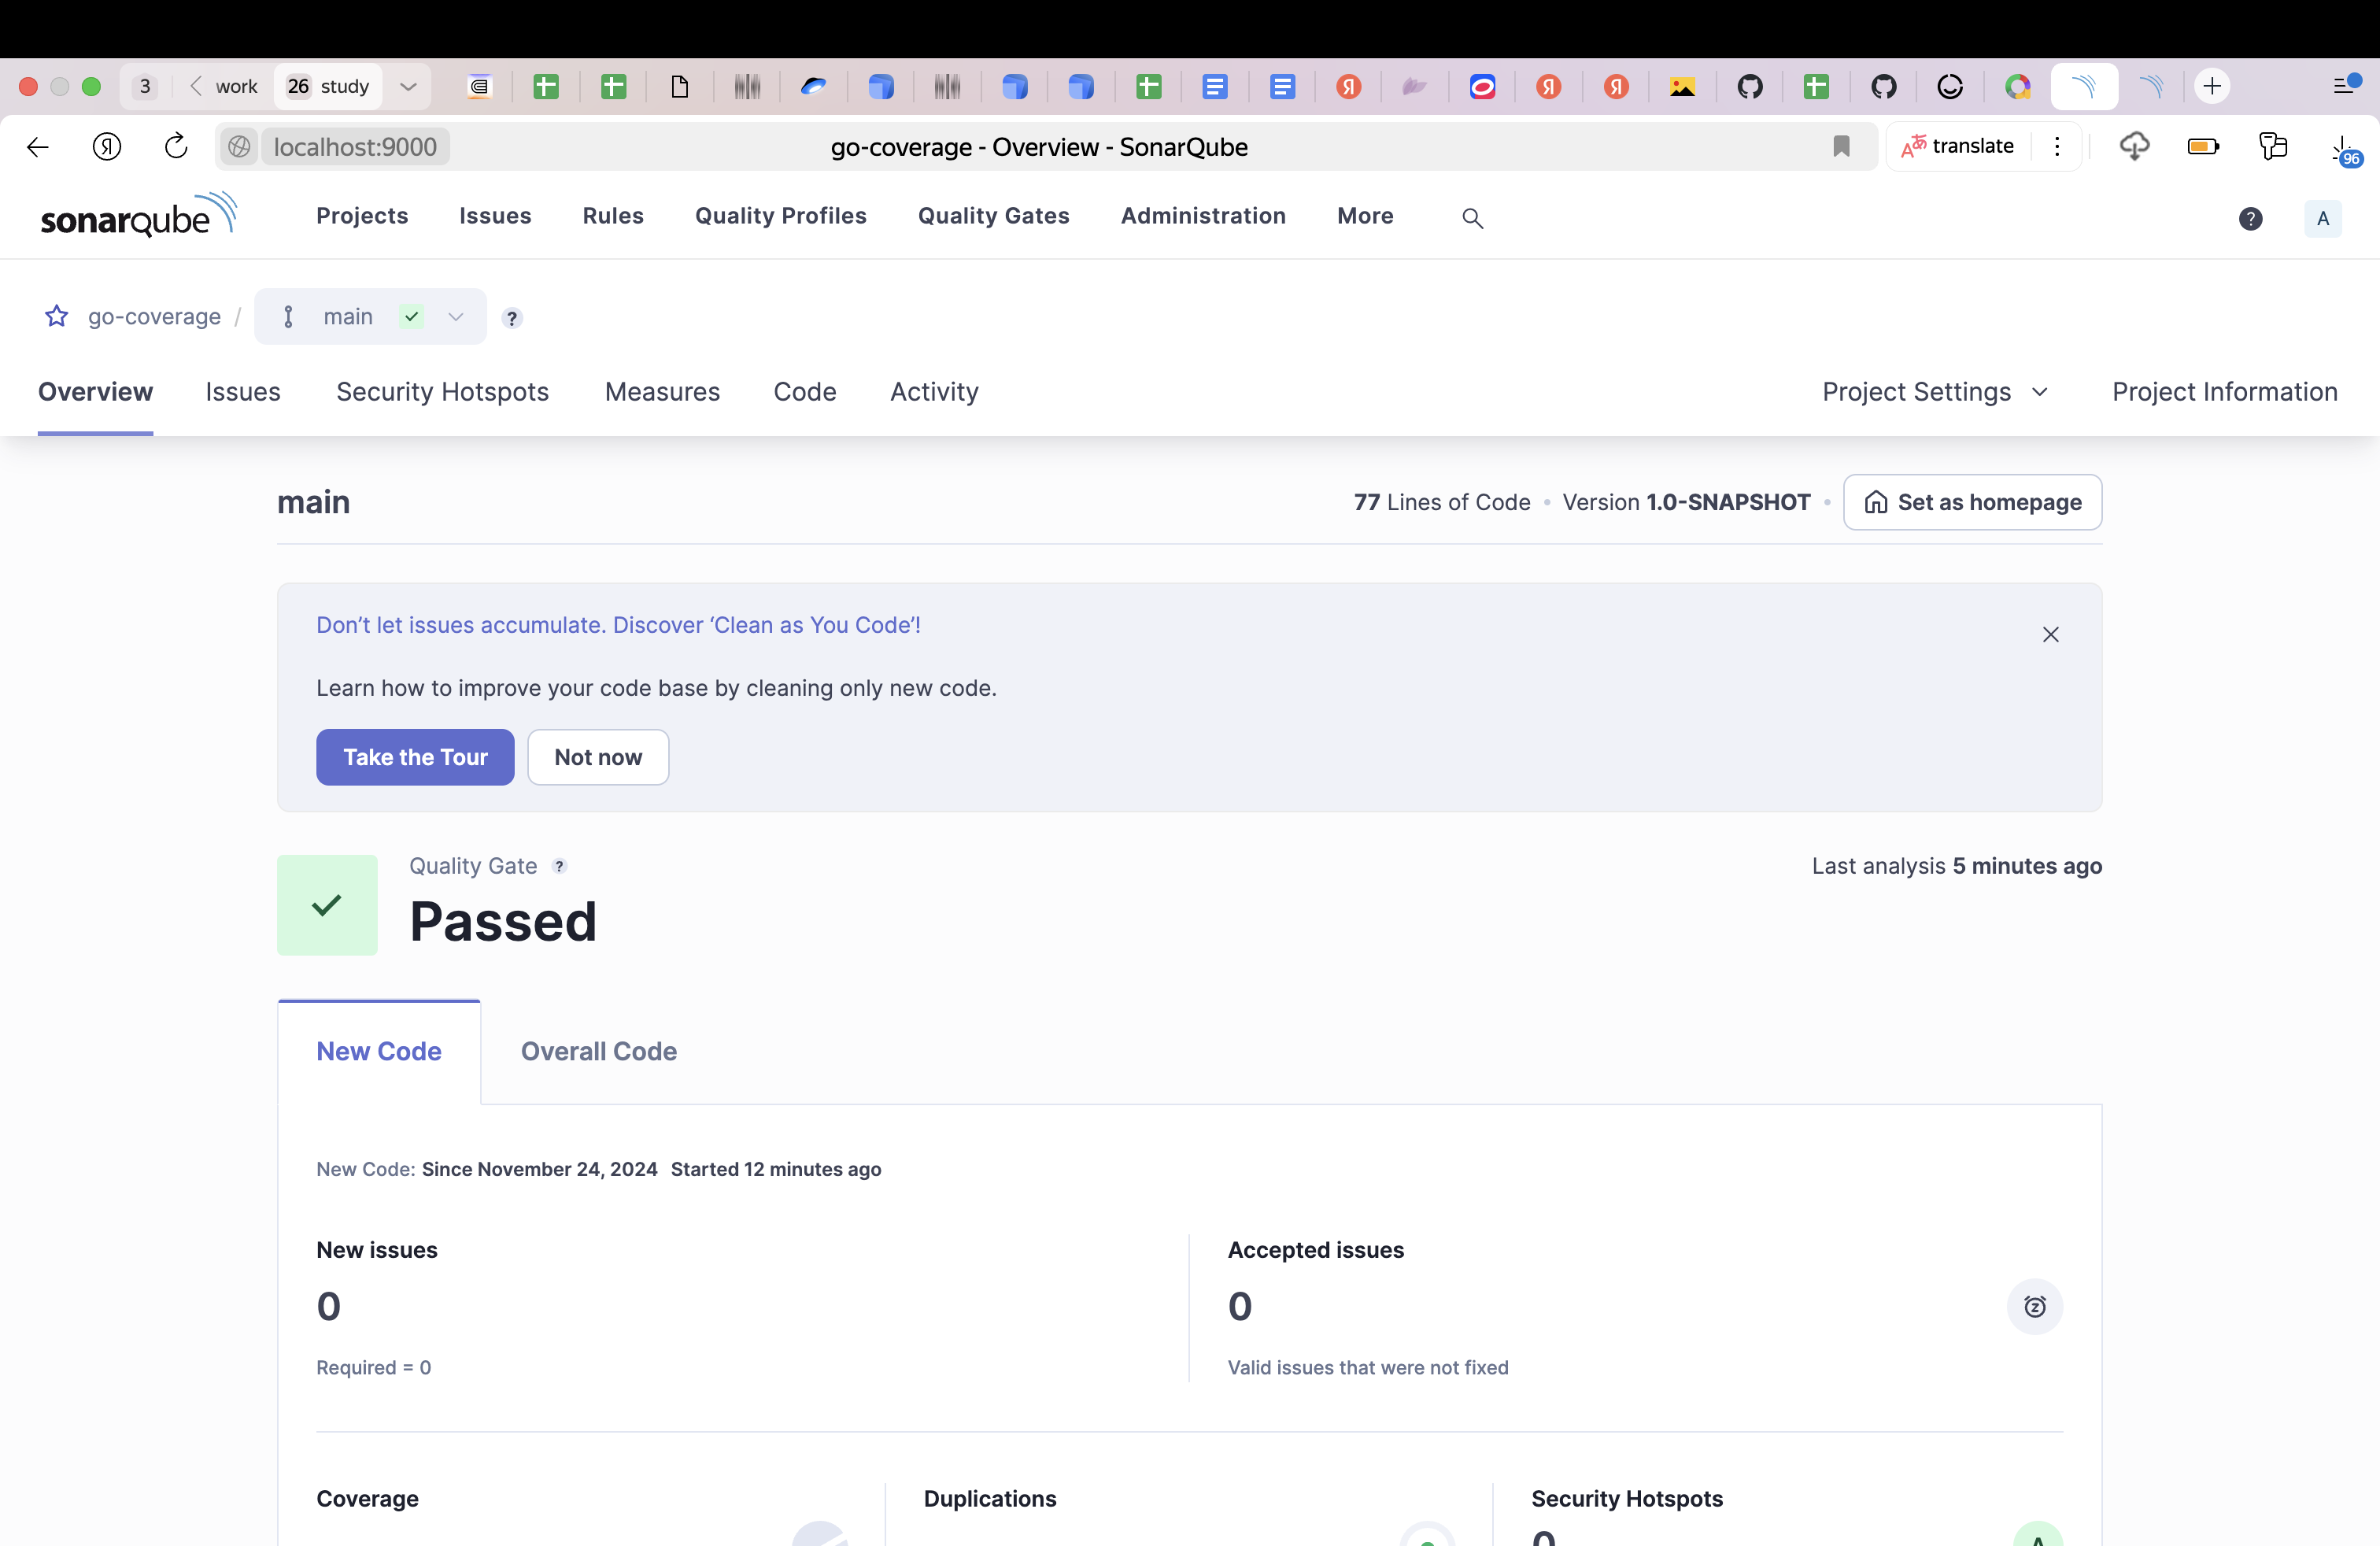 3 work 26 study
localhost:9000 go-coverage - Overview - SonarQube translate 96
sonarqube Projects Issues Rules Quality Profiles Quality Gates Administration More ? A
go-coverage / main ?
Overview Issues Security Hotspots Measures Code Activity Project Settings Project Information
main 77 Lines of Code • Version 1.0-SNAPSHOT • Set as homepage
Don’t let issues accumulate. Discover ‘Clean as You Code’!
Learn how to improve your code base by cleaning only new code.
Take the Tour Not now
Quality Gate ? Last analysis 5 minutes ago
Passed
New Code Overall Code
New Code: Since November 24, 2024 Started 12 minutes ago
New issues Accepted issues
0 0
Required = 0 Valid issues that were not fixed
Coverage Duplications Security Hotspots
0 A